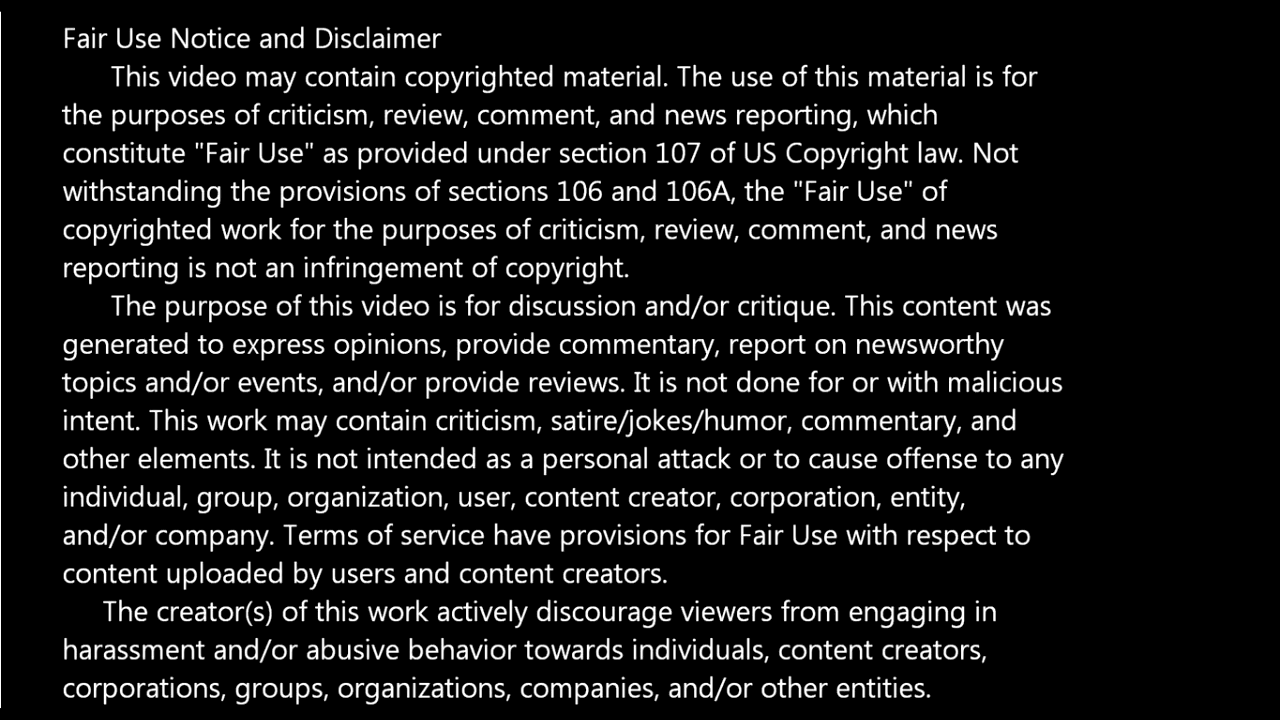 Fair Use Notice and Disclaimer
This video may contain copyrighted material. The use of this material is for
the purposes of criticism, review, comment, and news reporting, which
constitute "Fair Use" as provided under section 107 of US Copyright law. Not
withstanding the provisions of sections 106 and 106A, the "Fair Use" of
copyrighted work for the purposes of criticism, review, comment, and news
reporting is not an infringement of copyright.
The purpose of this video is for discussion and/or critique. This content was
generated to express opinions, provide commentary, report on newsworthy
topics and/or events, and/or provide reviews. It is not done for or with malicious
intent. This work may contain criticism, satire/jokes/humor, commentary, and
other elements. It is not intended as a personal attack or to cause offense to any
individual, group, organization, user, content creator, corporation, entity,
and/or company. Terms of service have provisions for Fair Use with respect to
content uploaded by users and content creators.
The creator(s) of this work actively discourage viewers from engaging in
harassment and/or abusive behavior towards individuals, content creators,
corporations, groups, organizations, companies, and/or other entities.